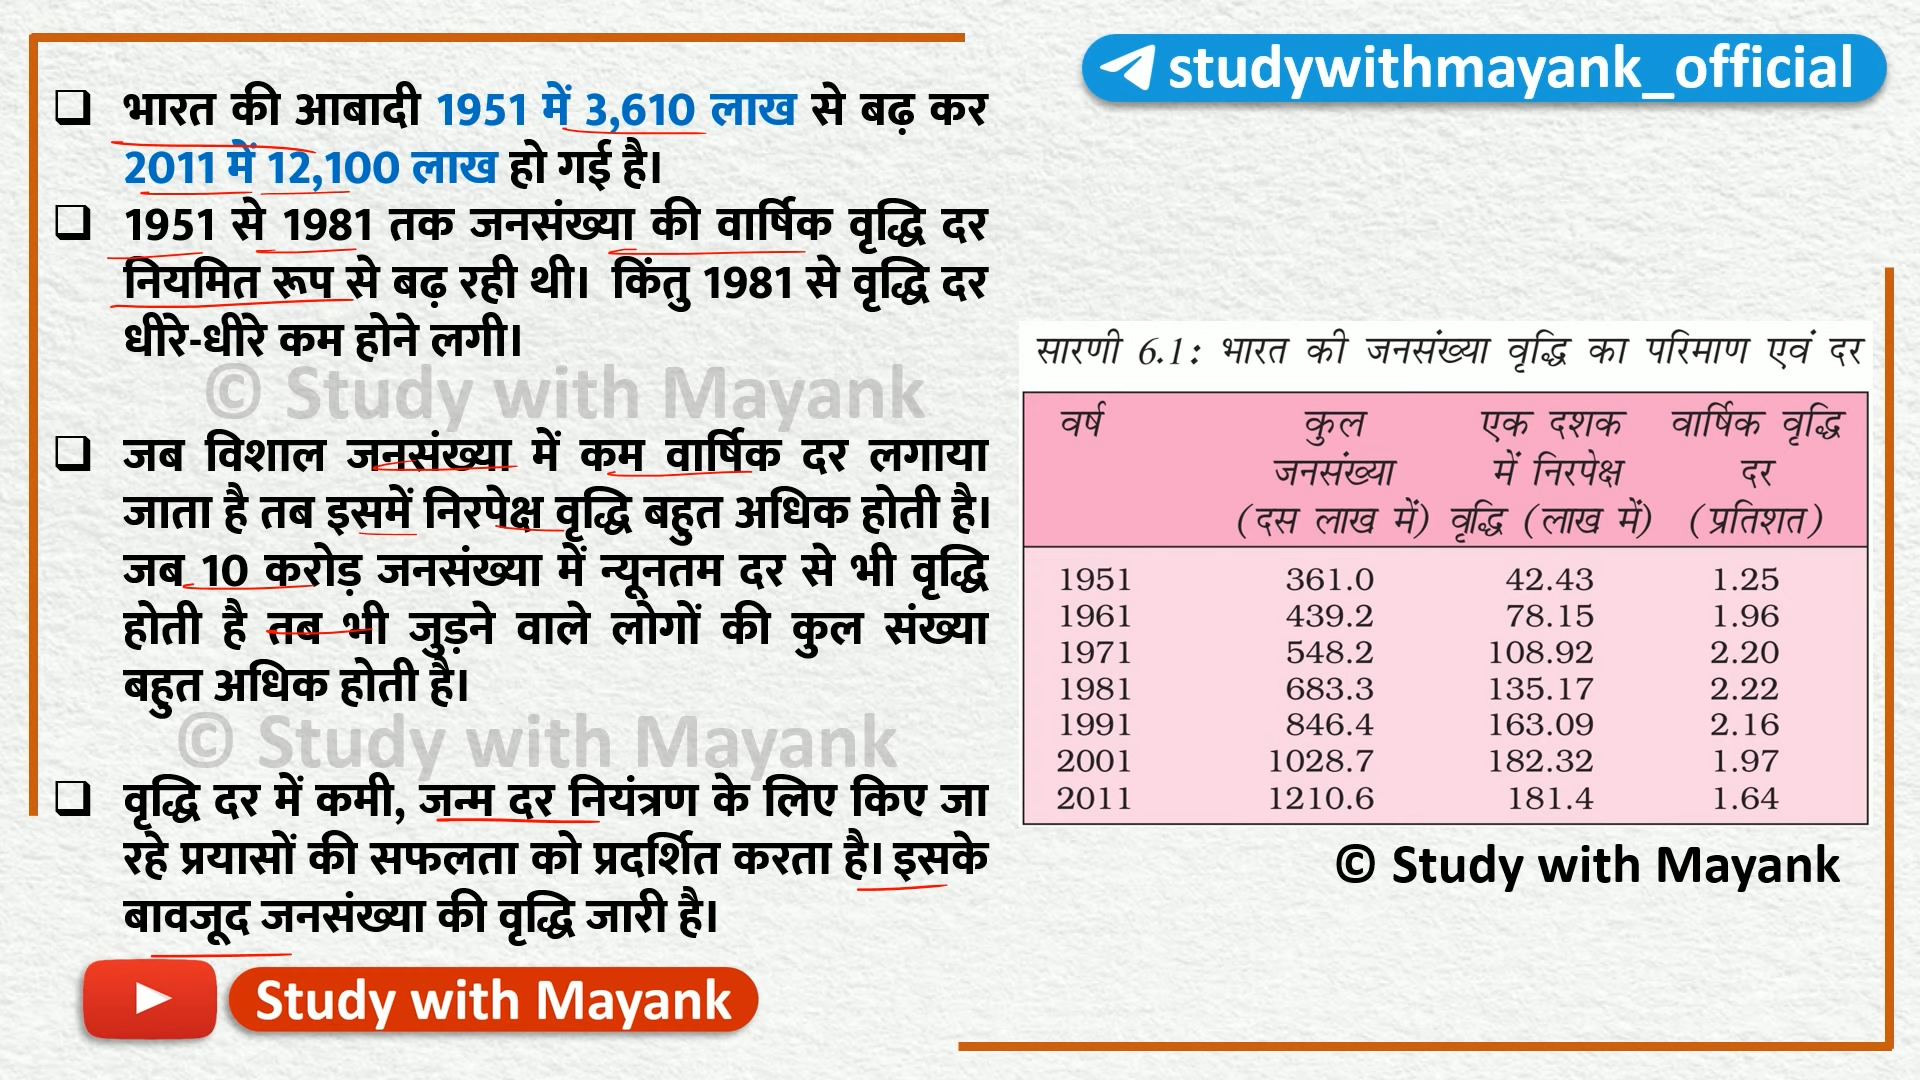 studywithmayank_official
भारत की आबादी 1951 में 3,610 लाख से बढ़ कर
2011 में 12,100 लाख हो गई है।
1951 से 1981 तक जनसंख्या की वार्षिक वृद्धि दर
नियमित रूप से बढ़ रही थी। किंतु 1981 से वृद्धि दर
धीरे-धीरे कम होने लगी।
© Study with Mayank
जब विशाल जनसंख्या में कम वार्षिक दर लगाया
जाता है तब इसमें निरपेक्ष वृद्धि बहुत अधिक होती है।
जब 10 करोड़ जनसंख्या में न्यूनतम दर से भी वृद्धि
होती है तब भी जुड़ने वाले लोगों की कुल संख्या
बहुत अधिक होती है।
© Study with Mayank
वृद्धि दर में कमी, जन्म दर नियंत्रण के लिए किए जा
रहे प्रयासों की सफलता को प्रदर्शित करता है। इसके
बावजूद जनसंख्या की वृद्धि जारी है।
Study with Mayank
सारणी 6.1: भारत की जनसंख्या वृद्धि का परिमाण एवं दर
वर्ष कुल एक दशक वार्षिक वृद्धि
जनसंख्या में निरपेक्ष दर
(दस लाख में) वृद्धि (लाख में) (प्रतिशत)
1951 361.0 42.43 1.25
1961 439.2 78.15 1.96
1971 548.2 108.92 2.20
1981 683.3 135.17 2.22
1991 846.4 163.09 2.16
2001 1028.7 182.32 1.97
2011 1210.6 181.4 1.64
© Study with Mayank